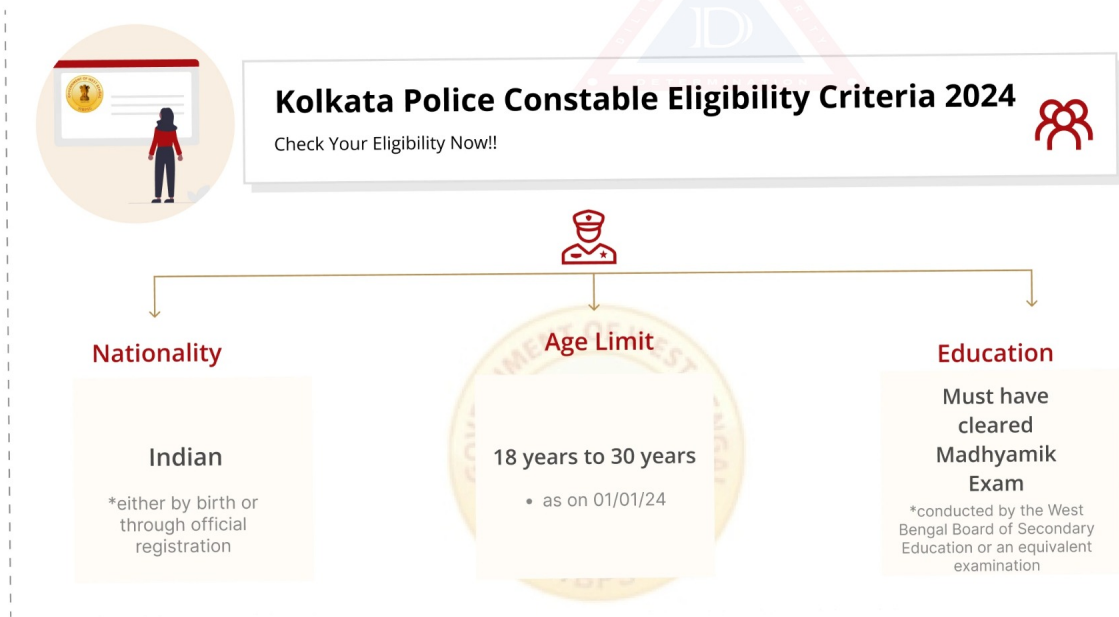 Kolkata Police Constable Eligibility Criteria 2024
Check Your Eligibility Now!!
Nationality
Indian
*either by birth or
through official
registration
Age Limit
18 years to 30 years
• as on 01/01/24
Education
Must have
cleared
Madhyamik
Exam
*conducted by the West
Bengal Board of Secondary
Education or an equivalent
examination